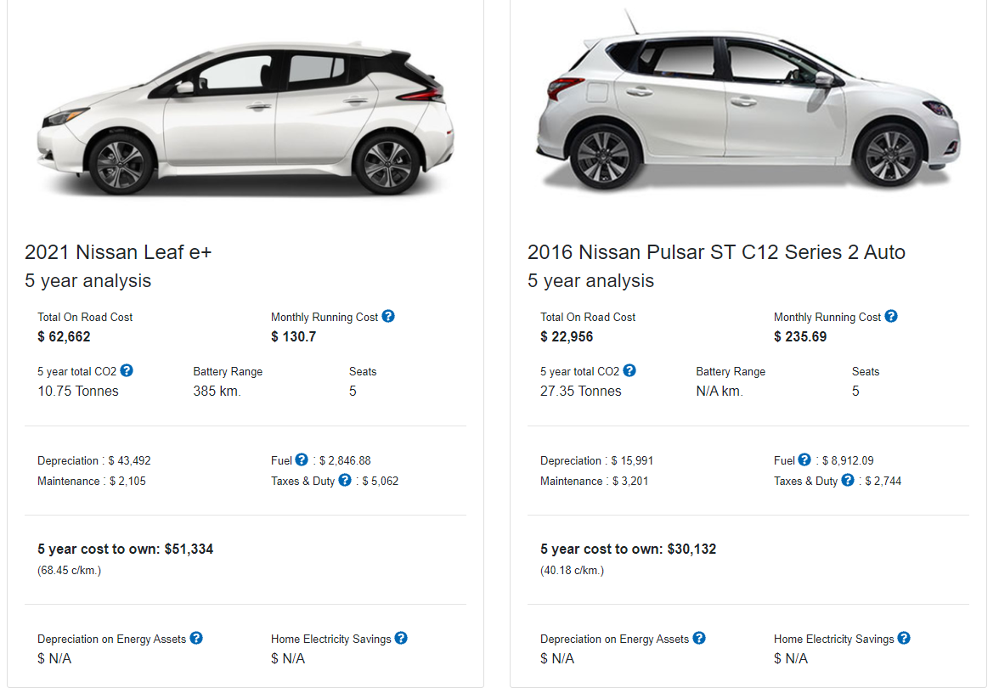 2021 Nissan Leaf e+
5 year analysis
Total On Road Cost
Monthly Running Cost ?
$ 62,662
$ 130.7
5 year total CO2 ?
Battery Range
Seats
10.75 Tonnes
385 km.
5
Depreciation : $ 43,492
Fuel ? : $ 2,846.88
Maintenance : $ 2,105
Taxes & Duty ? : $ 5,062
5 year cost to own: $51,334
(68.45 c/km.)
Depreciation on Energy Assets ?
Home Electricity Savings ?
$ N/A
$ N/A
2016 Nissan Pulsar ST C12 Series 2 Auto
5 year analysis
Total On Road Cost
Monthly Running Cost ?
$ 22,956
$ 235.69
5 year total CO2 ?
Battery Range
Seats
27.35 Tonnes
N/A km.
5
Depreciation : $ 15,991
Fuel ? : $ 8,912.09
Maintenance : $ 3,201
Taxes & Duty ? : $ 2,744
5 year cost to own: $30,132
(40.18 c/km.)
Depreciation on Energy Assets ?
Home Electricity Savings ?
$ N/A
$ N/A